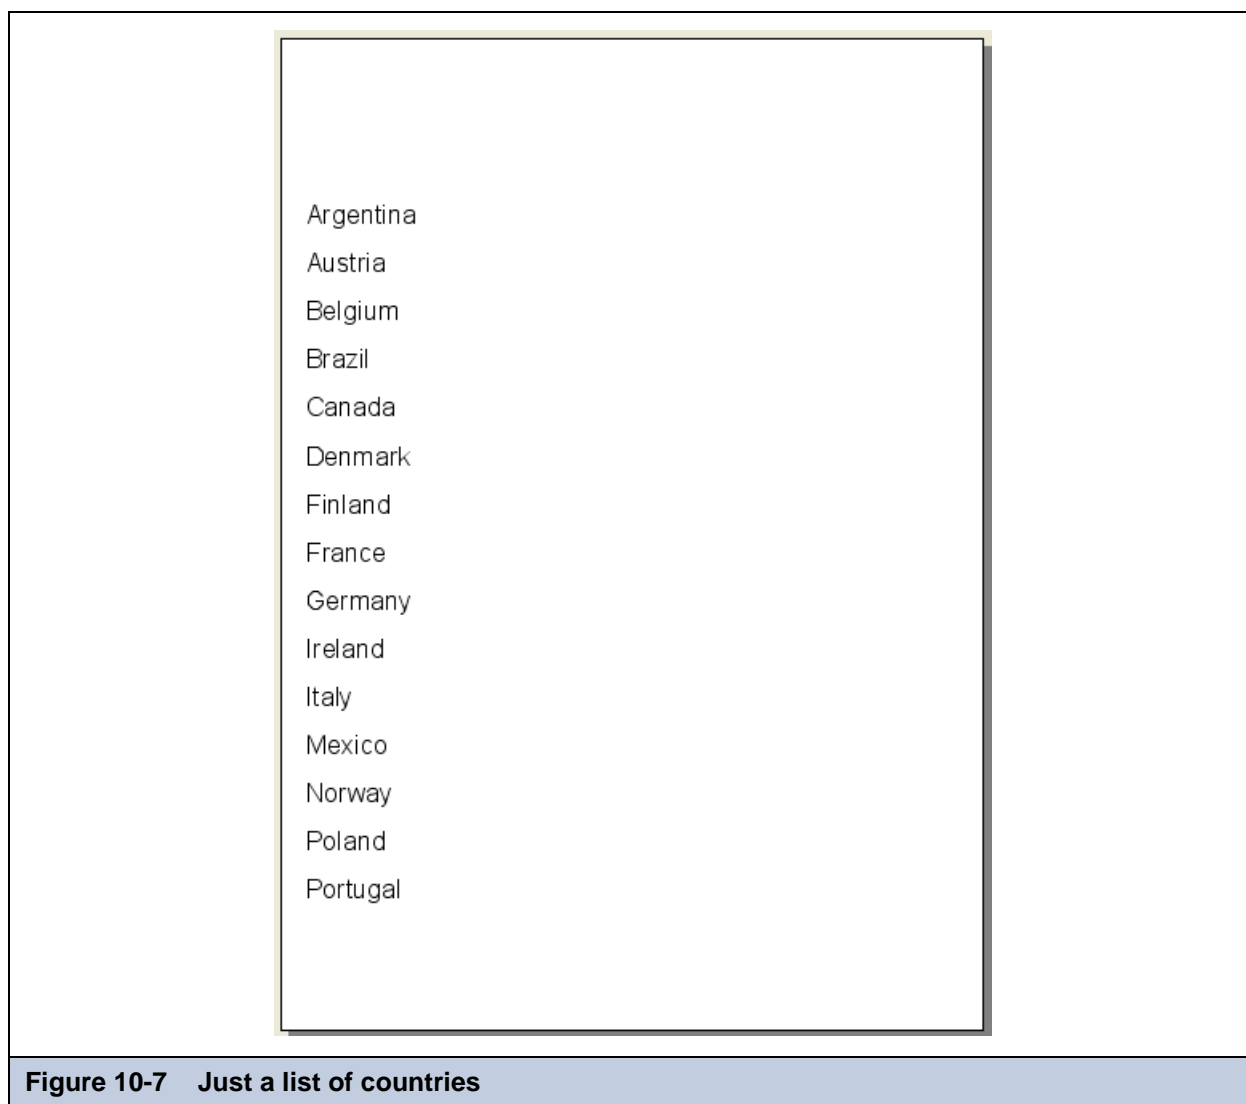 Argentina
Austria
Belgium
Brazil
Canada
Denmark
Finland
France
Germany
Ireland
Italy
Mexico
Norway
Poland
Portugal
Figure 10-7 Just a list of countries